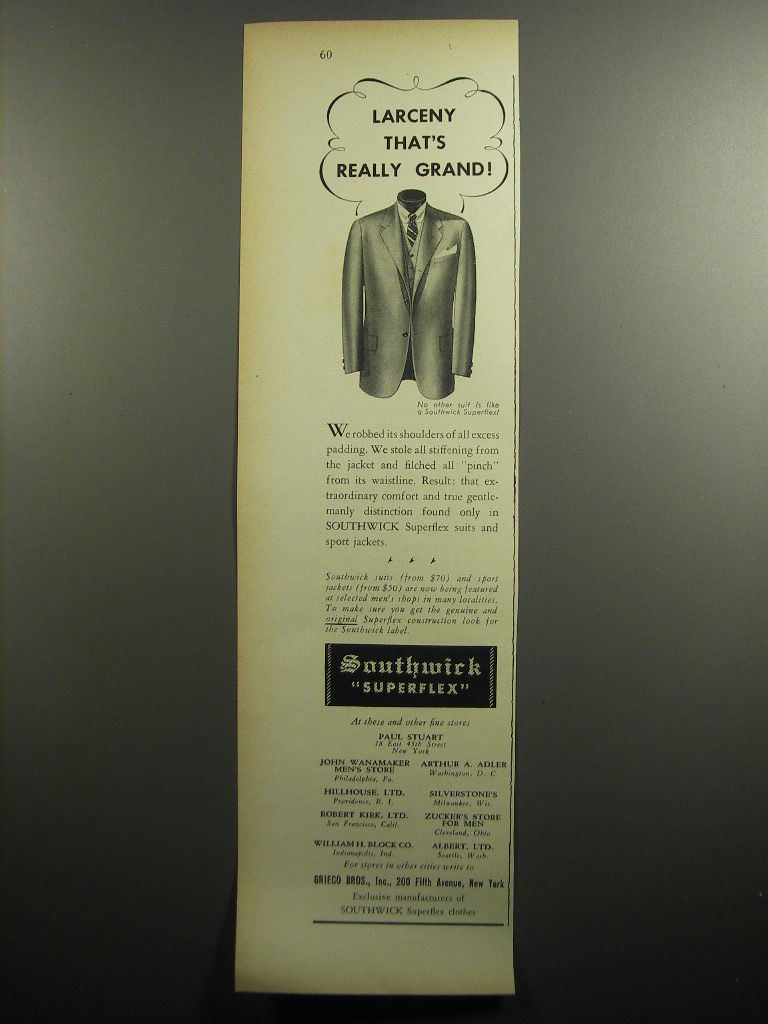 60
LARCENY
THAT'S
REALLY GRAND!
No other suit is like
a Southwick Superflex!
We robbed its shoulders of all excess
padding. We stole all stiffening from
the jacket and filched all "pinch"
from its waistline. Result: that ex-
traordinary comfort and true gentle-
manly distinction found only in
SOUTHWICK Superflex suits and
sport jackets.
Southwick suits (from $70) and sport
jackets (from $50) are now being featured
at selected men's shops in many localities.
To make sure you get the genuine and
original Superflex construction look for
the Southwick label.
Southwick
"SUPERFLEX"
At these and other fine stores
PAUL STUART
18 East 45th Street
New York
JOHN WANAMAKER
MEN'S STORE
Philadelphia, Pa.
ARTHUR A. ADLER
Washington, D. C.
HILLHOUSE, LTD.
Providence, R. I.
SILVERSTONE'S
Milwaukee, Wis.
ROBERT KIRK, LTD.
San Francisco, Calif.
ZUCKER'S STORE
FOR MEN
Cleveland, Ohio
WILLIAM H. BLOCK CO.
Indianapolis, Ind.
ALBERT, LTD.
Seattle, Wash.
For stores in other cities write to
GRIECO BROS., Inc., 200 Fifth Avenue, New York
Exclusive manufacturers of
SOUTHWICK Superflex clothes